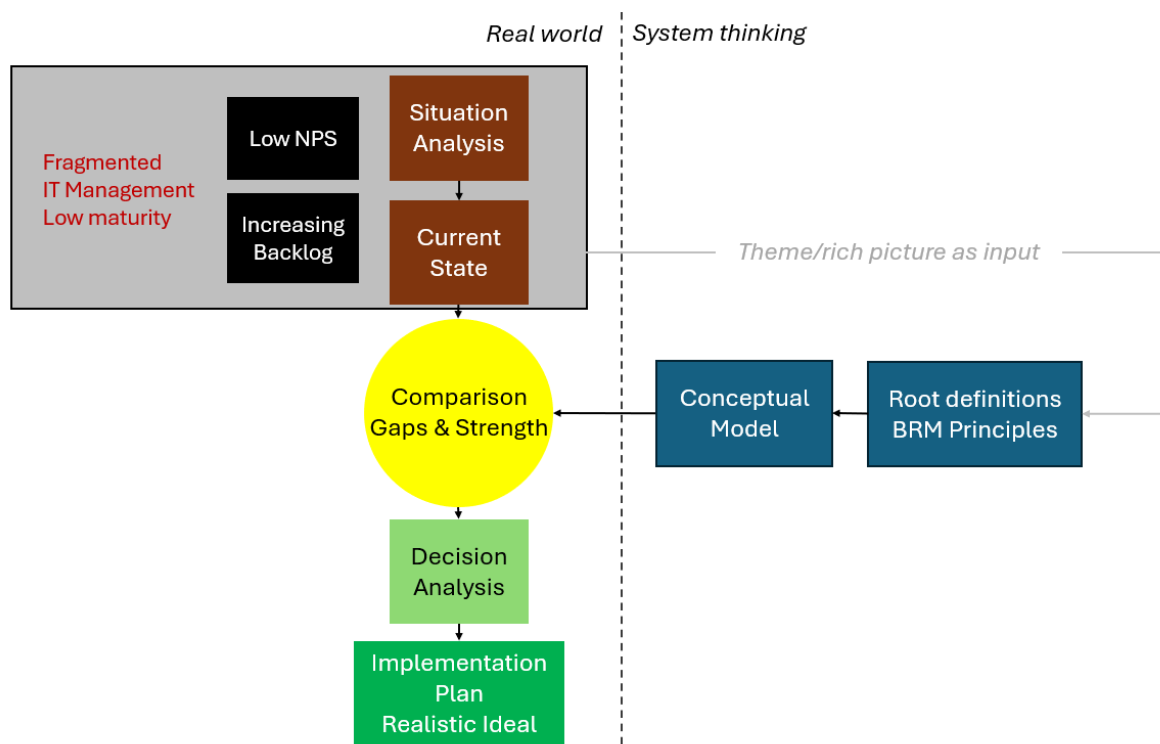 Real world
System thinking
Situation
Analysis
Low NPS
Fragmented
IT Management
Low maturity
Increasing
Backlog
Current
State
Theme/rich picture as input
Comparison
Gaps & Strength
Conceptual
Model
Root definitions
BRM Principles
Decision
Analysis
Implementation
Plan
Realistic Ideal